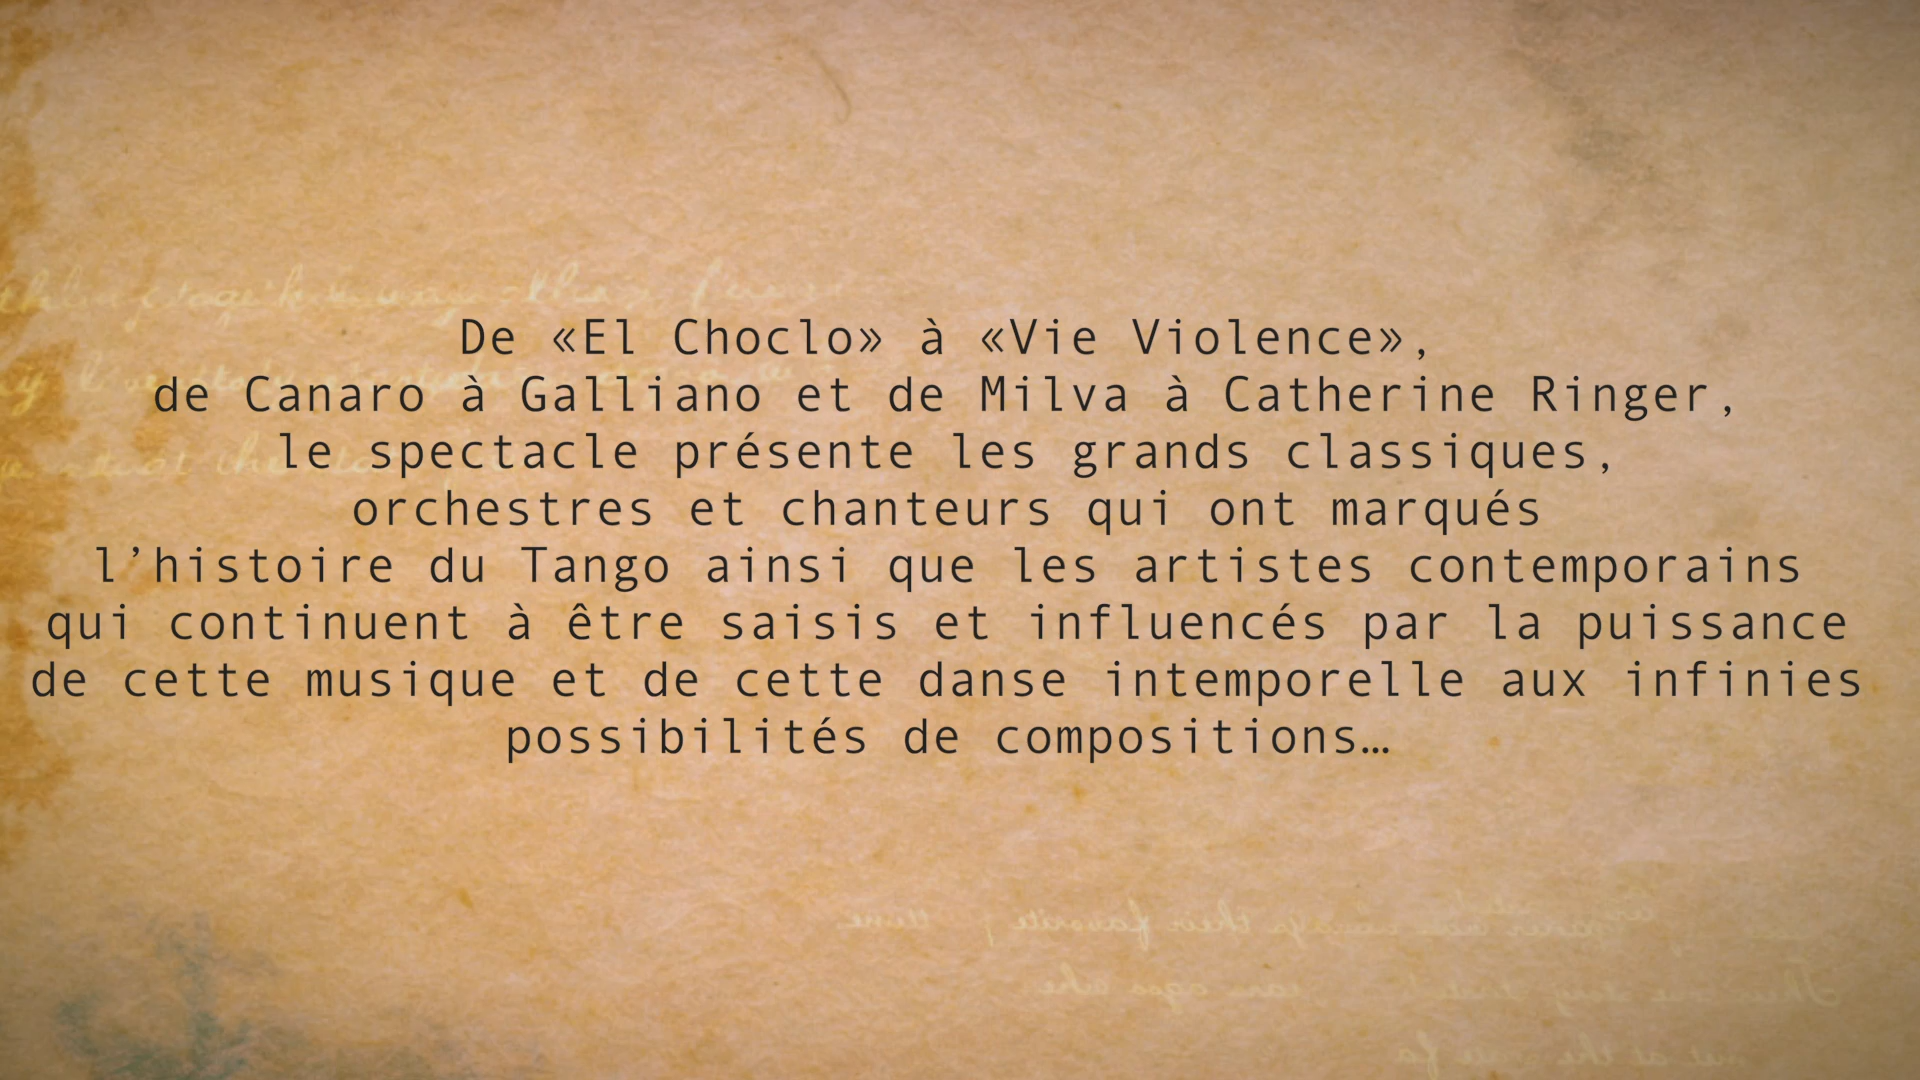 De «El Choclo» à «Vie Violence»,
de Canaro à Galliano et de Milva à Catherine Ringer,
le spectacle présente les grands classiques,
orchestres et chanteurs qui ont marqués
l’histoire du Tango ainsi que les artistes contemporains
qui continuent à être saisis et influencés par la puissance
de cette musique et de cette danse intemporelle aux infinies
possibilités de compositions…